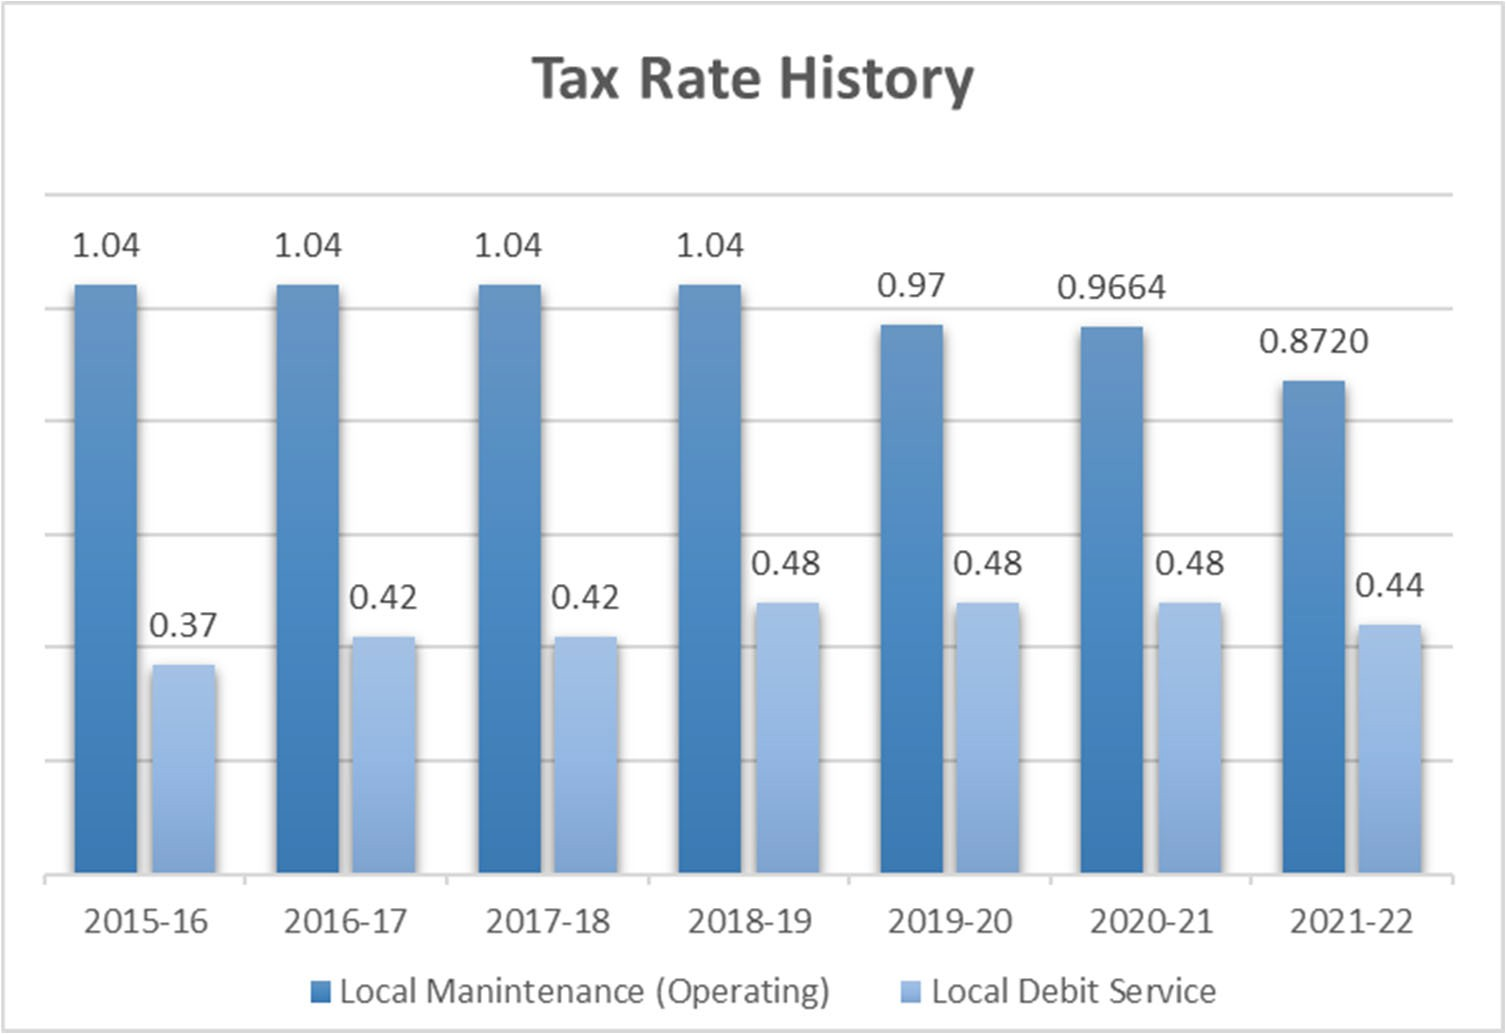 Tax Rate History
1.04 1.04 1.04 1.04 0.97 0.9664 0.8720
0.37 0.42 0.42 0.48 0.48 0.48 0.44
2015-16 2016-17 2017-18 2018-19 2019-20 2020-21 2021-22
Local Manintenance (Operating) Local Debit Service